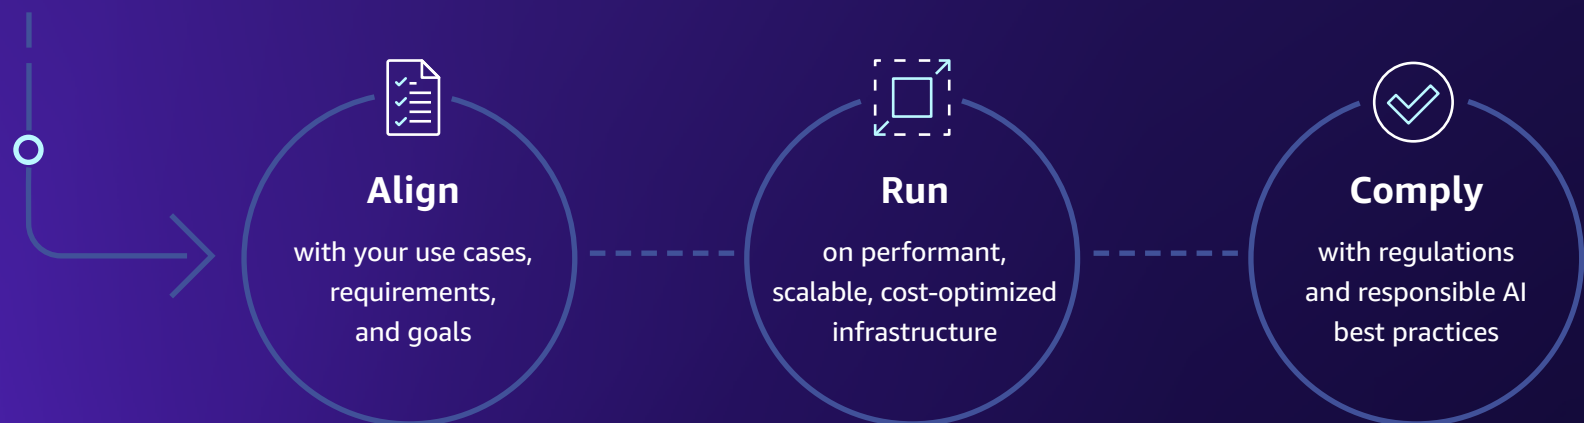 Align
with your use cases,
requirements,
and goals
Run
on performant,
scalable, cost-optimized
infrastructure
Comply
with regulations
and responsible AI
best practices